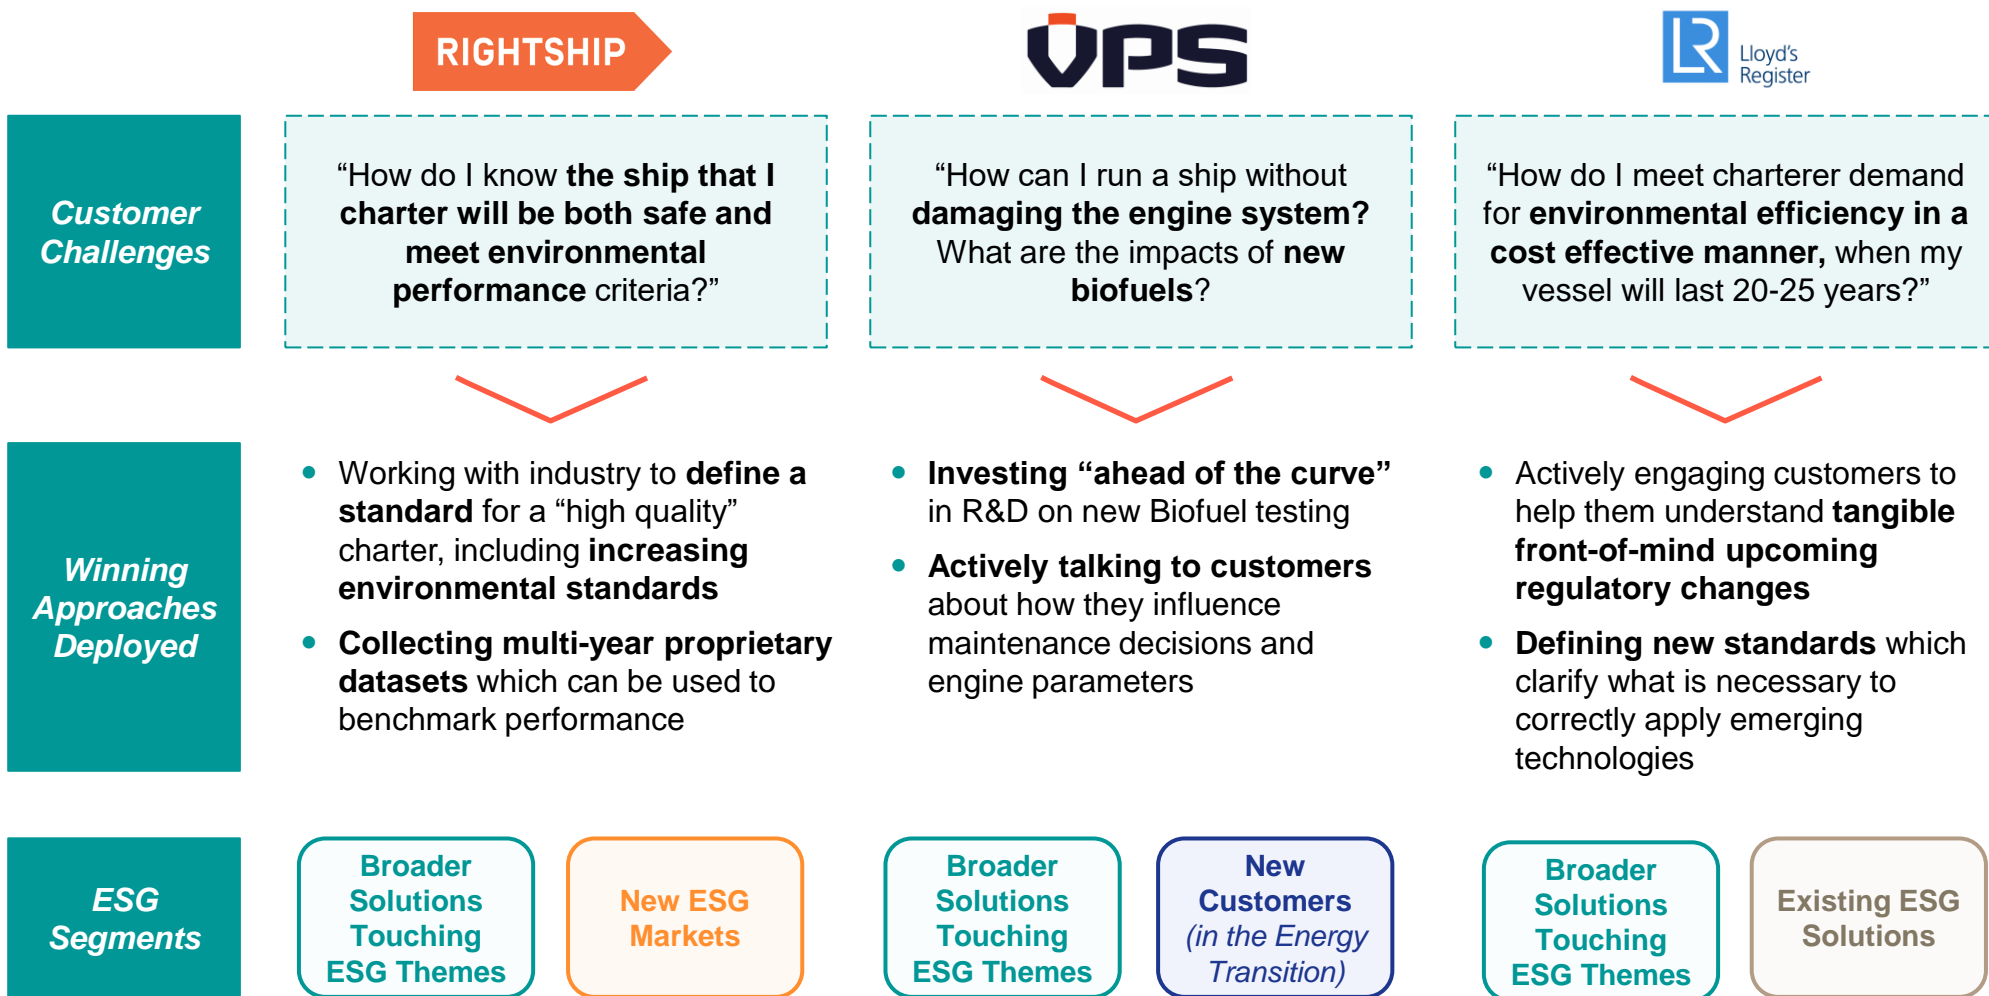 RIGHTSHIP
VPS
LR
Lloyd's
Register
Customer
Challenges
“How do I know the ship that I
charter will be both safe and
meet environmental
performance criteria?”
“How can I run a ship without
damaging the engine system?
What are the impacts of new
biofuels?
“How do I meet charterer demand
for environmental efficiency in a
cost effective manner, when my
vessel will last 20-25 years?”
Winning
Approaches
Deployed
• Working with industry to define a
standard for a “high quality”
charter, including increasing
environmental standards
• Collecting multi-year proprietary
datasets which can be used to
benchmark performance
• Investing “ahead of the curve”
in R&D on new Biofuel testing
• Actively talking to customers
about how they influence
maintenance decisions and
engine parameters
• Actively engaging customers to
help them understand tangible
front-of-mind upcoming
regulatory changes
• Defining new standards which
clarify what is necessary to
correctly apply emerging
technologies
ESG
Segments
Broader
Solutions
Touching
ESG Themes
New ESG
Markets
Broader
Solutions
Touching
ESG Themes
New
Customers
(in the Energy
Transition)
Broader
Solutions
Touching
ESG Themes
Existing ESG
Solutions